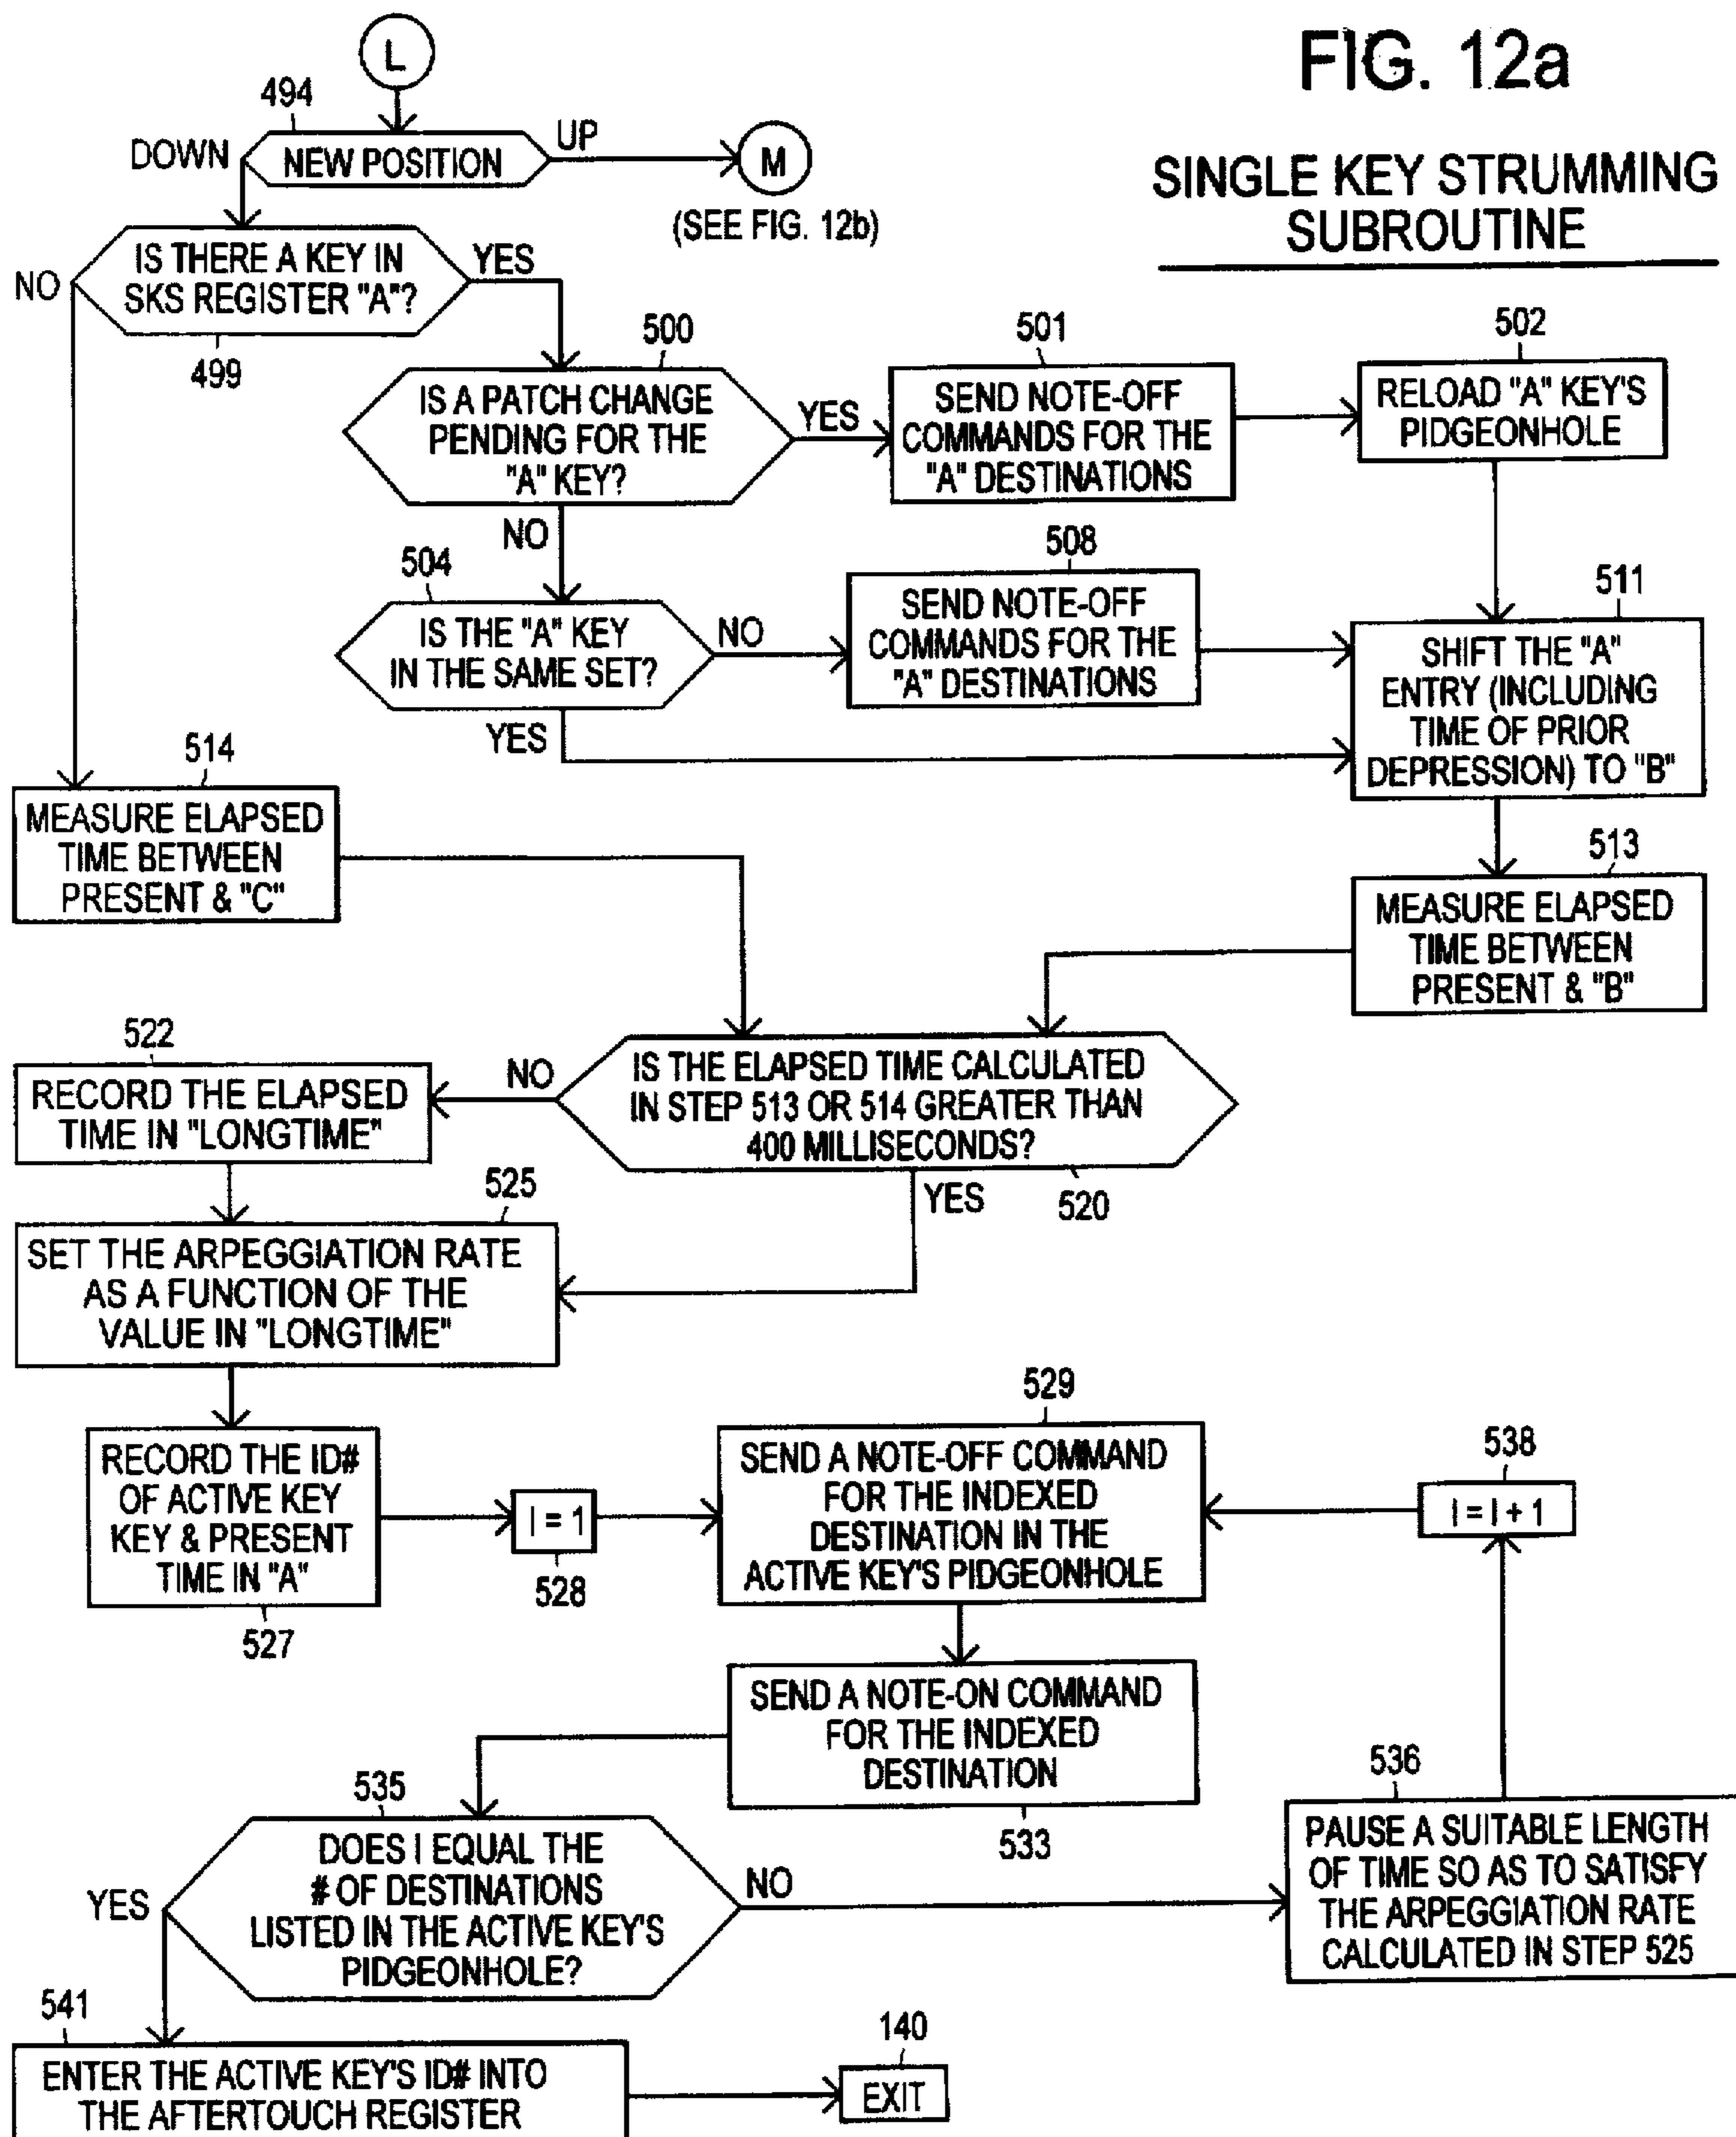 FIG. 12a
SINGLE KEY STRUMMING
SUBROUTINE
L
494
DOWN
NEW POSITION
UP
M
(SEE FIG. 12b)
NO
IS THERE A KEY IN
SKS REGISTER "A"?
YES
499
500
IS A PATCH CHANGE
PENDING FOR THE
"A" KEY?
YES
NO
501
SEND NOTE-OFF
COMMANDS FOR THE
"A" DESTINATIONS
502
RELOAD "A" KEY'S
PIDGEONHOLE
504
IS THE "A" KEY
IN THE SAME SET?
NO
YES
508
SEND NOTE-OFF
COMMANDS FOR THE
"A" DESTINATIONS
511
SHIFT THE "A"
ENTRY (INCLUDING
TIME OF PRIOR
DEPRESSION) TO "B"
514
MEASURE ELAPSED
TIME BETWEEN
PRESENT & "C"
513
MEASURE ELAPSED
TIME BETWEEN
PRESENT & "B"
522
RECORD THE ELAPSED
TIME IN "LONGTIME"
NO
IS THE ELAPSED TIME CALCULATED
IN STEP 513 OR 514 GREATER THAN
400 MILLISECONDS?
YES
520
525
SET THE ARPEGGIATION RATE
AS A FUNCTION OF THE
VALUE IN "LONGTIME"
RECORD THE ID#
OF ACTIVE KEY
KEY & PRESENT
TIME IN "A"
527
I = 1
528
529
SEND A NOTE-OFF COMMAND
FOR THE INDEXED
DESTINATION IN THE
ACTIVE KEY'S PIDGEONHOLE
538
I = I + 1
SEND A NOTE-ON COMMAND
FOR THE INDEXED
DESTINATION
533
535
DOES I EQUAL THE
# OF DESTINATIONS
LISTED IN THE ACTIVE KEY'S
PIDGEONHOLE?
YES
NO
536
PAUSE A SUITABLE LENGTH
OF TIME SO AS TO SATISFY
THE ARPEGGIATION RATE
CALCULATED IN STEP 525
541
ENTER THE ACTIVE KEY'S ID# INTO
THE AFTERTOUCH REGISTER
140
EXIT